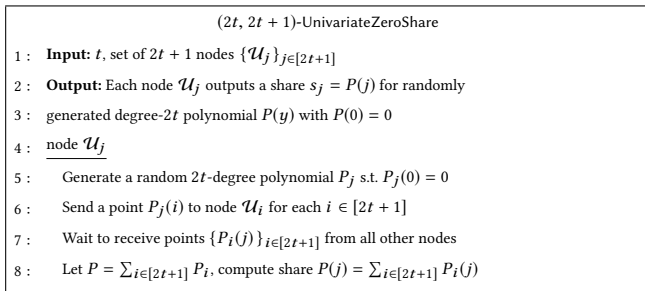 (2t, 2t + 1)-UnivariateZeroShare
1 : Input: t, set of 2t + 1 nodes {𝒰_j}_{j∈[2t+1]}
2 : Output: Each node 𝒰_j outputs a share s_j = P(j) for randomly
3 : generated degree-2t polynomial P(y) with P(0) = 0
4 : node 𝒰_j
5 : Generate a random 2t-degree polynomial P_j s.t. P_j(0) = 0
6 : Send a point P_j(i) to node 𝒰_i for each i ∈ [2t + 1]
7 : Wait to receive points {P_i(j)}_{i∈[2t+1]} from all other nodes
8 : Let P = ∑_{i∈[2t+1]} P_i, compute share P(j) = ∑_{i∈[2t+1]} P_i(j)